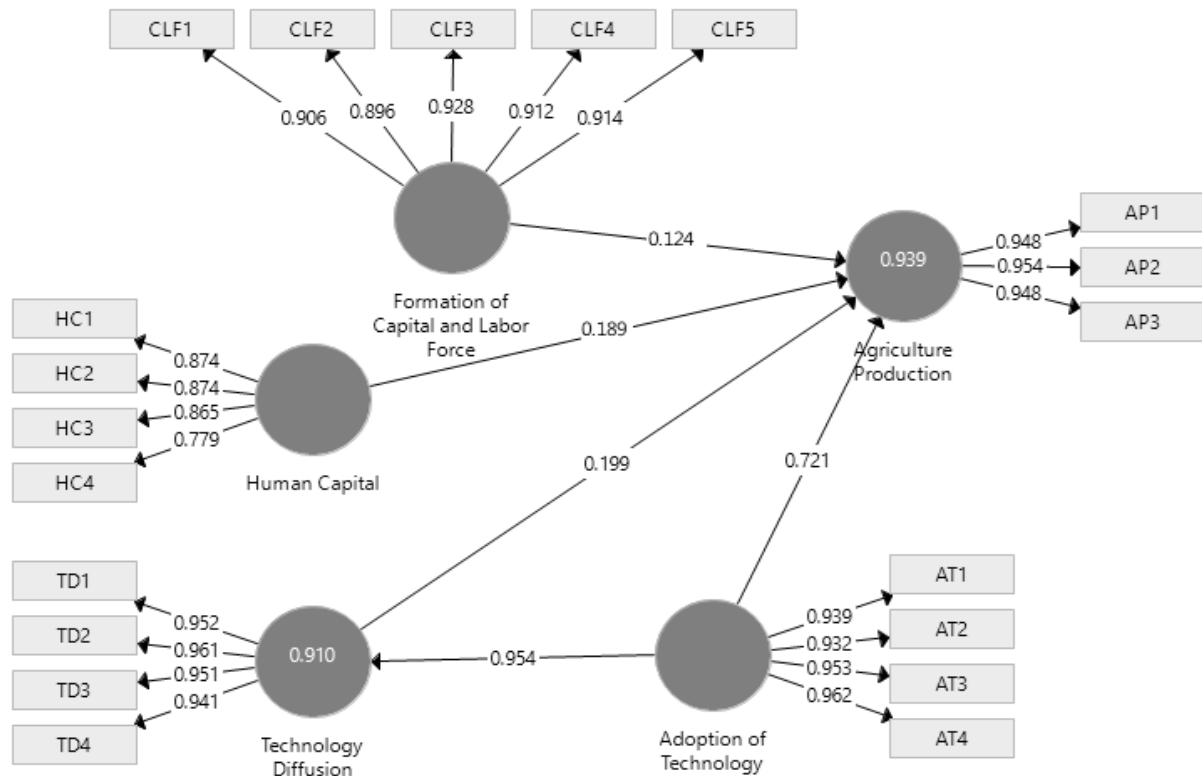 CLF1 CLF2 CLF3 CLF4 CLF5
0.906 0.896 0.928 0.912 0.914
AP1
0.948
0.124
0.939
0.954
AP2
0.948
AP3
Formation of
Capital and Labor
Force
Agriculture
Production
HC1
0.874
HC2
0.874
HC3
0.865
0.779
HC4
0.189
Human Capital
0.199
0.721
TD1
0.952
TD2
0.961
TD3
0.951
0.941
TD4
0.910
0.954
AT1
0.939
AT2
0.932
AT3
0.953
0.962
AT4
Technology
Diffusion
Adoption of
Technology